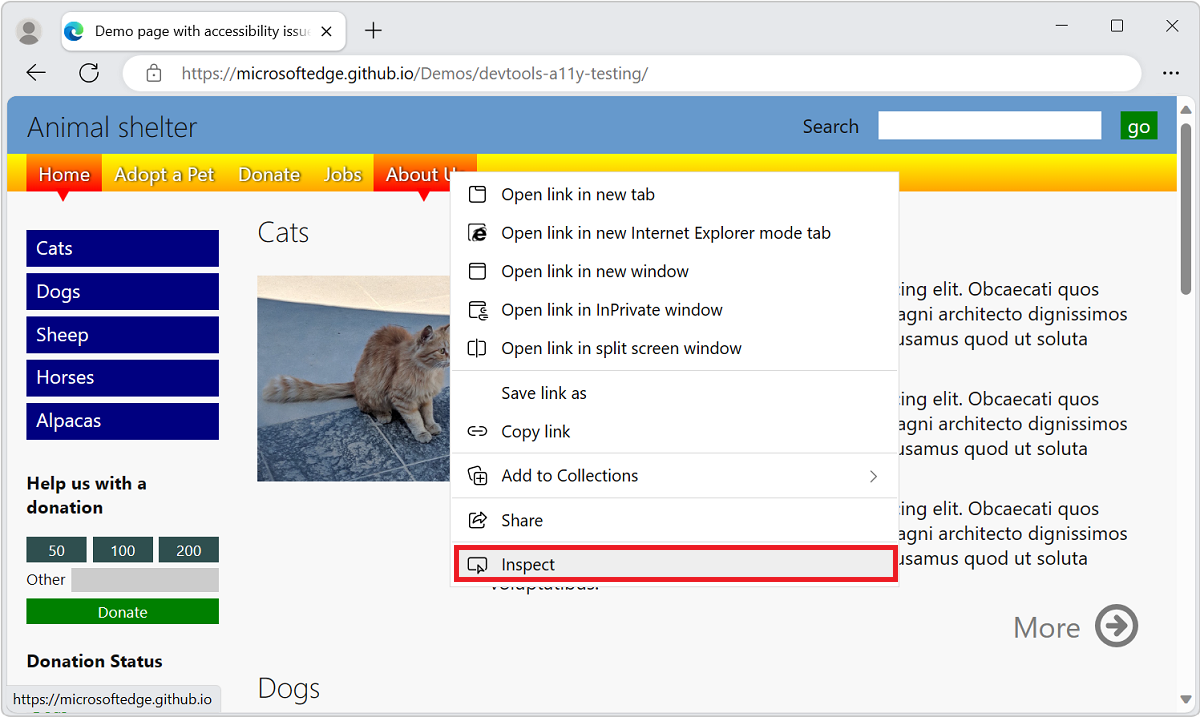 Demo page with accessibility issu
https://microsoftedge.github.io/Demos/devtools-a11y-testing/
Animal shelter
Search
go
Home
Adopt a Pet
Donate
Jobs
About U
Cats
Dogs
Sheep
Horses
Alpacas
Help us with a
donation
50
100
200
Other
Donate
Donation Status
https://microsoftedge.github.io
Cats
Open link in new tab
Open link in new Internet Explorer mode tab
Open link in new window
Open link in InPrivate window
Open link in split screen window
Save link as
Copy link
Add to Collections
Share
Inspect
ing elit. Obcaecati quos
agni architecto dignissimos
usamus quod ut soluta
ing elit. Obcaecati quos
agni architecto dignissimos
usamus quod ut soluta
ing elit. Obcaecati quos
agni architecto dignissimos
usamus quod ut soluta
More
Dogs